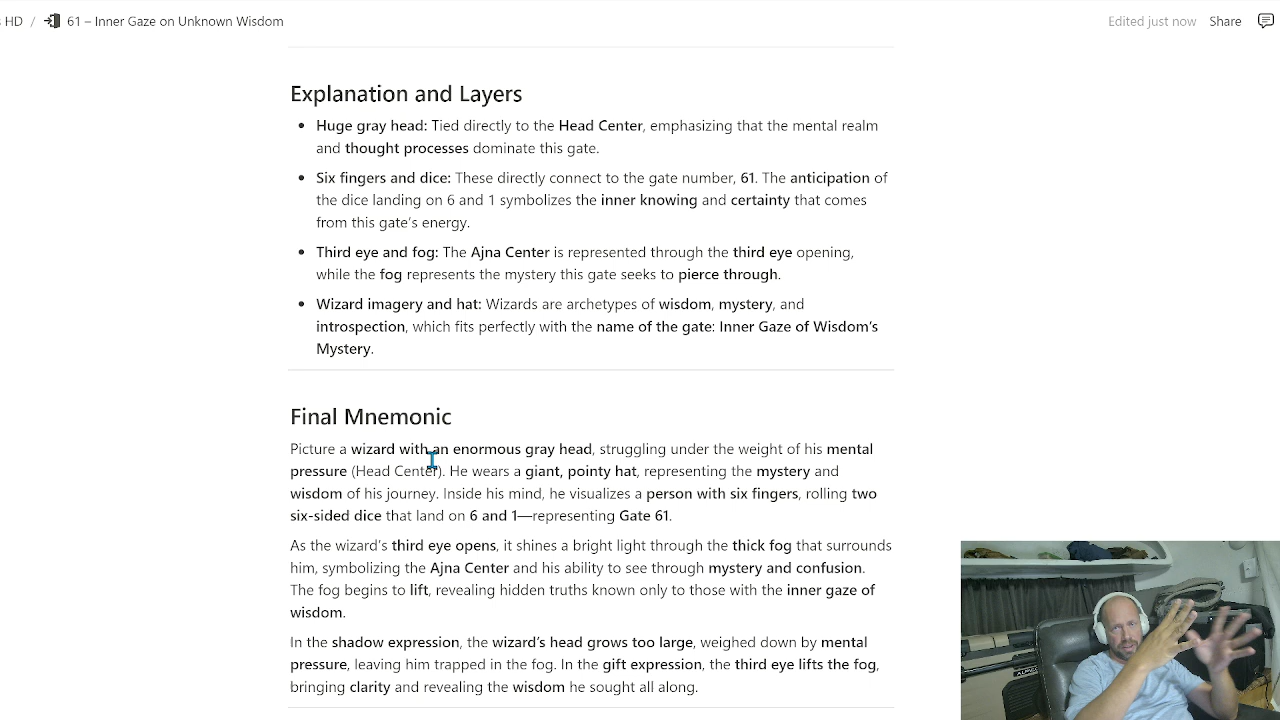 HD / 61 – Inner Gaze on Unknown Wisdom
Edited just now Share
Explanation and Layers
• Huge gray head: Tied directly to the Head Center, emphasizing that the mental realm
and thought processes dominate this gate.
• Six fingers and dice: These directly connect to the gate number, 61. The anticipation of
the dice landing on 6 and 1 symbolizes the inner knowing and certainty that comes
from this gate's energy.
• Third eye and fog: The Ajna Center is represented through the third eye opening,
while the fog represents the mystery this gate seeks to pierce through.
• Wizard imagery and hat: Wizards are archetypes of wisdom, mystery, and
introspection, which fits perfectly with the name of the gate: Inner Gaze of Wisdom's
Mystery.
Final Mnemonic
Picture a wizard with an enormous gray head, struggling under the weight of his mental
pressure (Head Center). He wears a giant, pointy hat, representing the mystery and
wisdom of his journey. Inside his mind, he visualizes a person with six fingers, rolling two
six-sided dice that land on 6 and 1—representing Gate 61.
As the wizard's third eye opens, it shines a bright light through the thick fog that surrounds
him, symbolizing the Ajna Center and his ability to see through mystery and confusion.
The fog begins to lift, revealing hidden truths known only to those with the inner gaze of
wisdom.
In the shadow expression, the wizard's head grows too large, weighed down by mental
pressure, leaving him trapped in the fog. In the gift expression, the third eye lifts the fog,
bringing clarity and revealing the wisdom he sought all along.